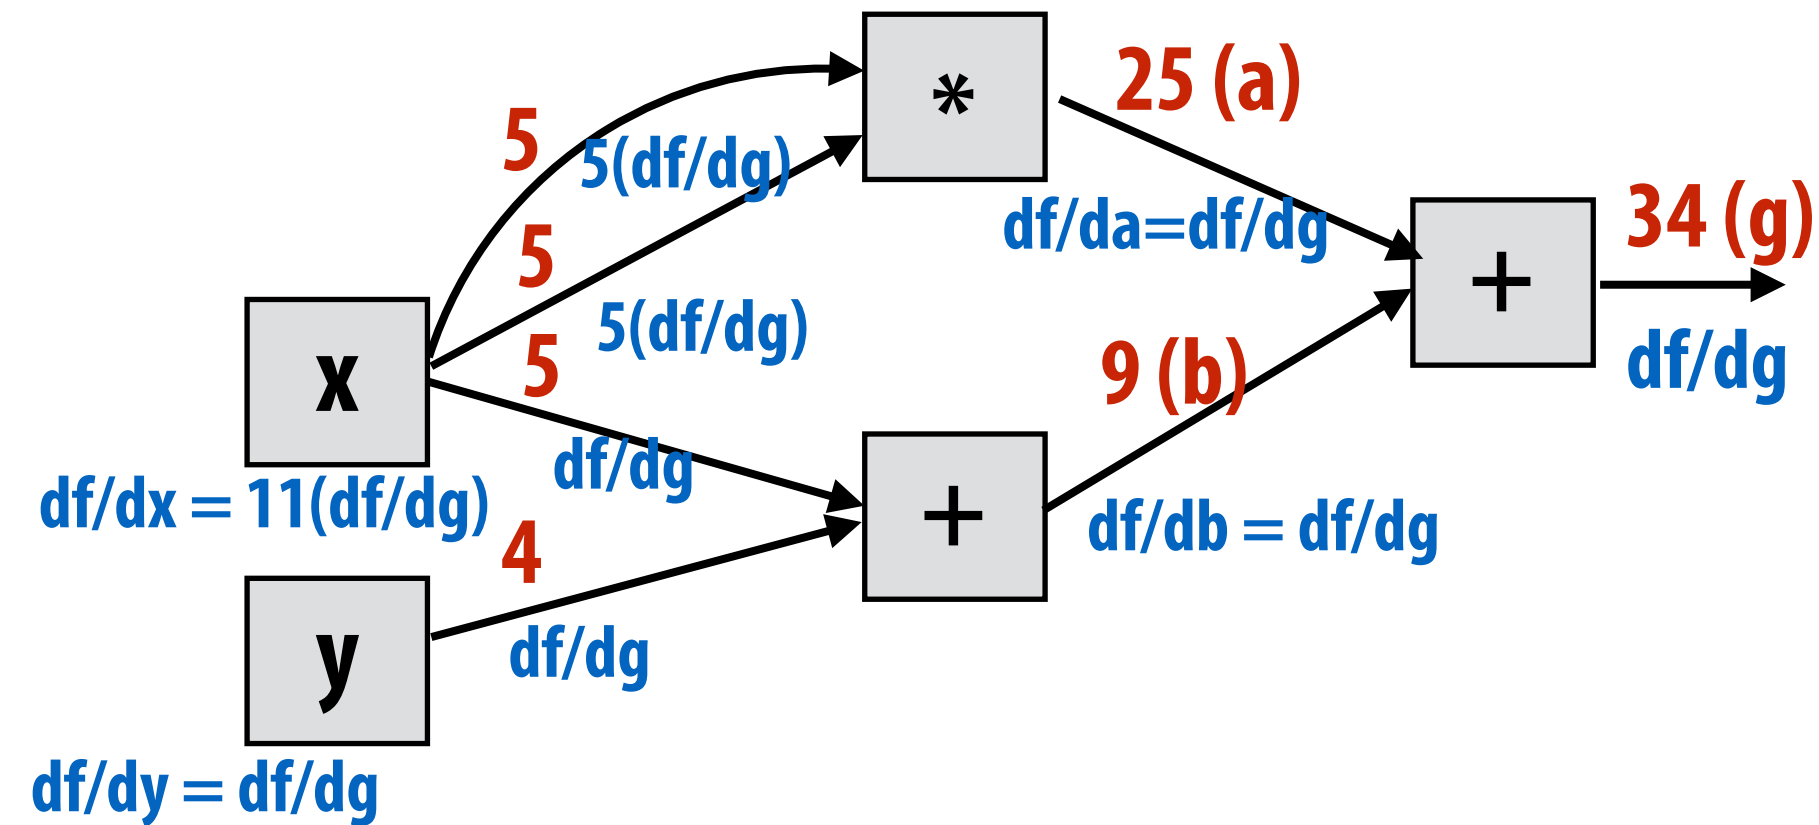 *
25 (a)
5
5(df/dg)
df/da=df/dg
34 (g)
5
+
x
5(df/dg)
5
9 (b)
df/dg
df/dg
df/dx = 11(df/dg)
+
df/db = df/dg
4
y
df/dg
df/dy = df/dg